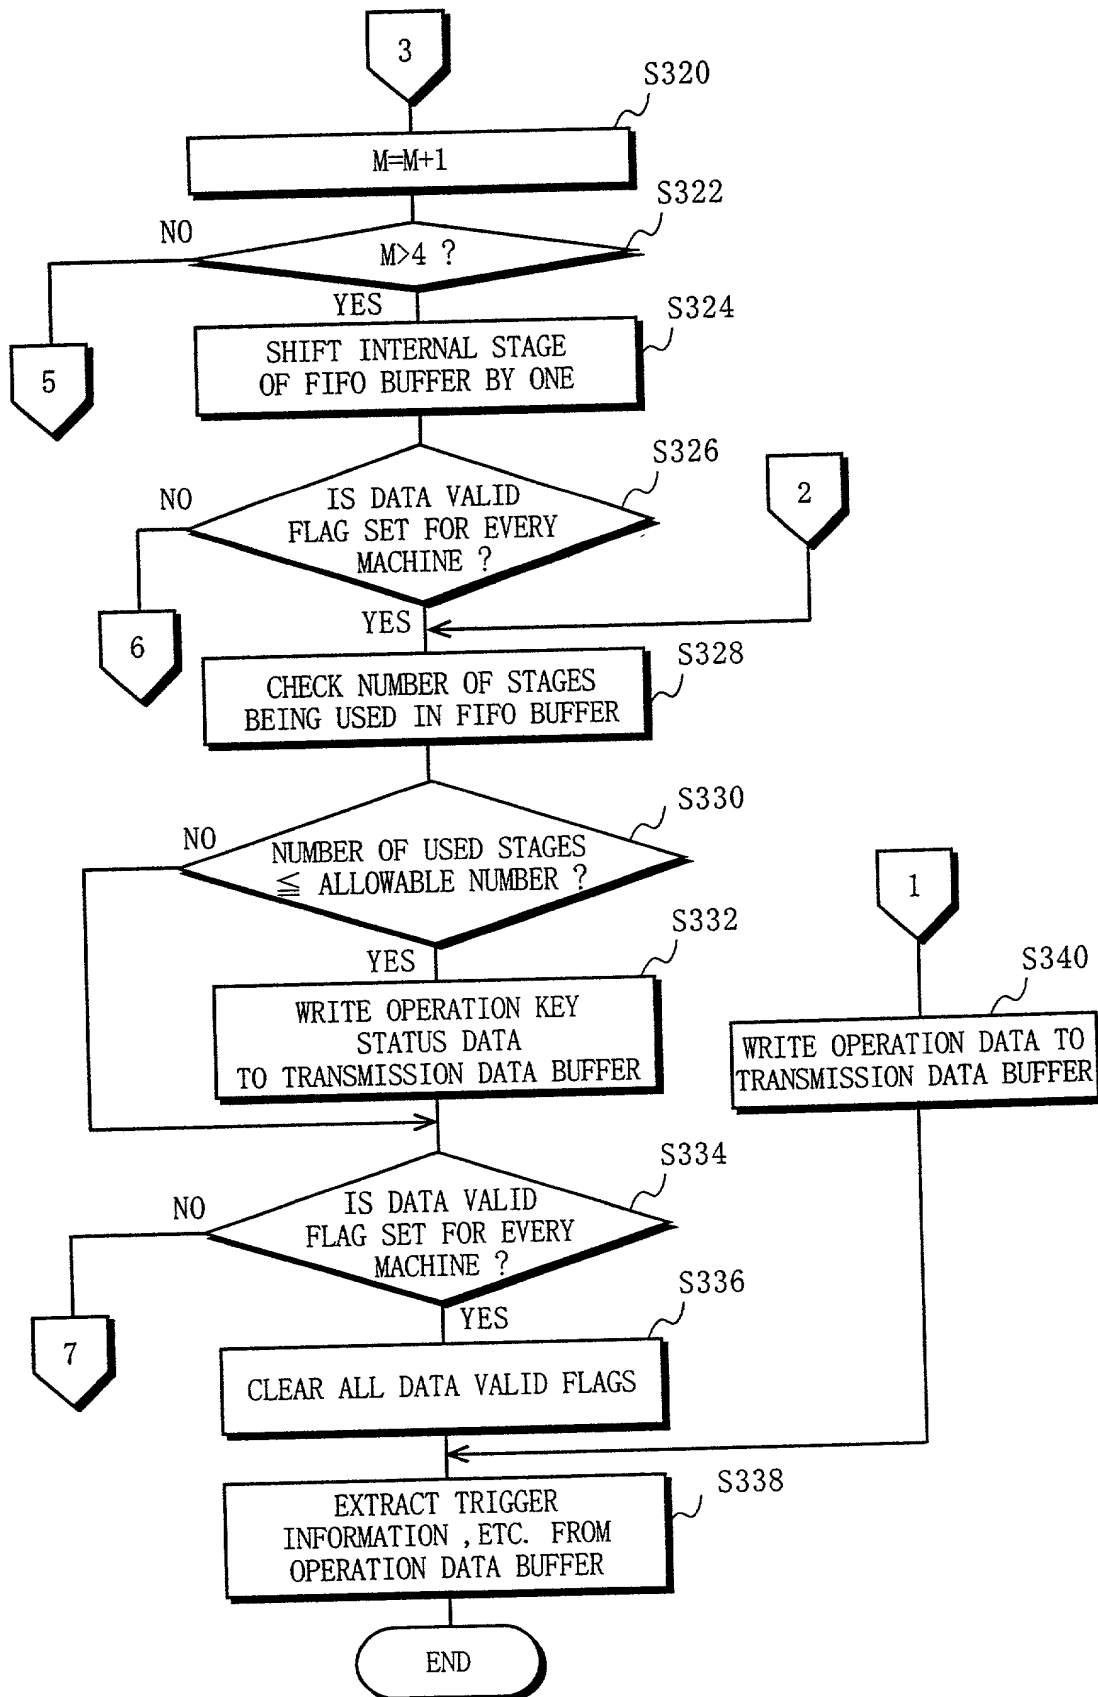 3
S320
M=M+1
S322
NO
M>4 ?
YES
S324
SHIFT INTERNAL STAGE
OF FIFO BUFFER BY ONE
5
S326
NO
IS DATA VALID
FLAG SET FOR EVERY
MACHINE ?
2
YES
6
S328
CHECK NUMBER OF STAGES
BEING USED IN FIFO BUFFER
S330
NO
NUMBER OF USED STAGES
≦ ALLOWABLE NUMBER ?
1
YES
S332
WRITE OPERATION KEY
STATUS DATA
TO TRANSMISSION DATA BUFFER
S340
WRITE OPERATION DATA TO
TRANSMISSION DATA BUFFER
S334
NO
IS DATA VALID
FLAG SET FOR EVERY
MACHINE ?
7
YES
S336
CLEAR ALL DATA VALID FLAGS
S338
EXTRACT TRIGGER
INFORMATION ,ETC. FROM
OPERATION DATA BUFFER
END